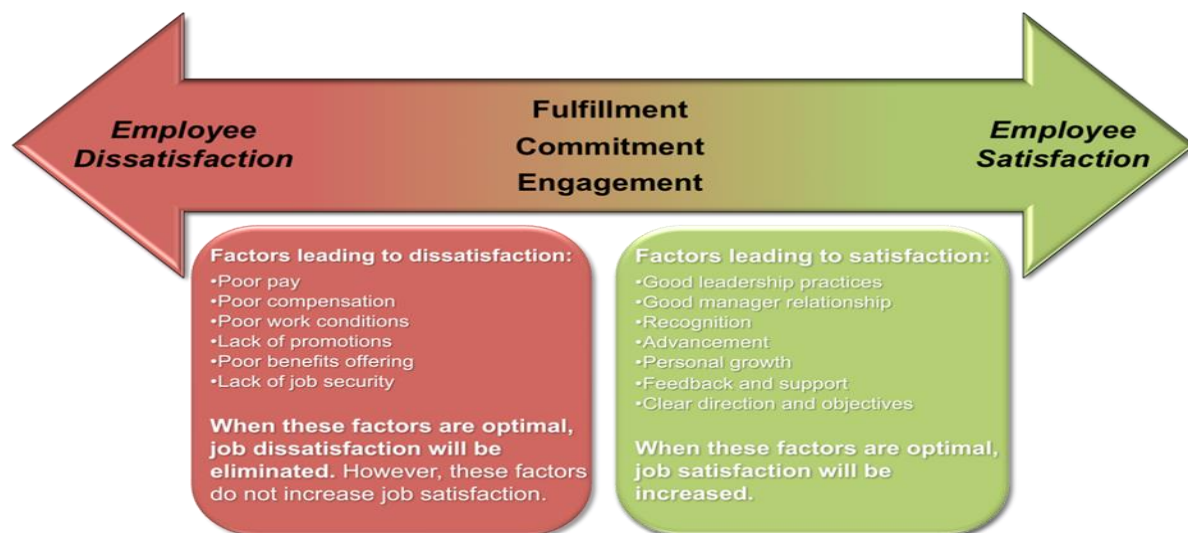 Employee
Dissatisfaction
Fulfillment
Commitment
Engagement
Employee
Satisfaction
Factors leading to dissatisfaction:
•Poor pay
•Poor compensation
•Poor work conditions
•Lack of promotions
•Poor benefits offering
•Lack of job security
When these factors are optimal,
job dissatisfaction will be
eliminated. However, these factors
do not increase job satisfaction.
Factors leading to satisfaction:
•Good leadership practices
•Good manager relationship
•Recognition
•Advancement
•Personal growth
•Feedback and support
•Clear direction and objectives
When these factors are optimal,
job satisfaction will be
increased.